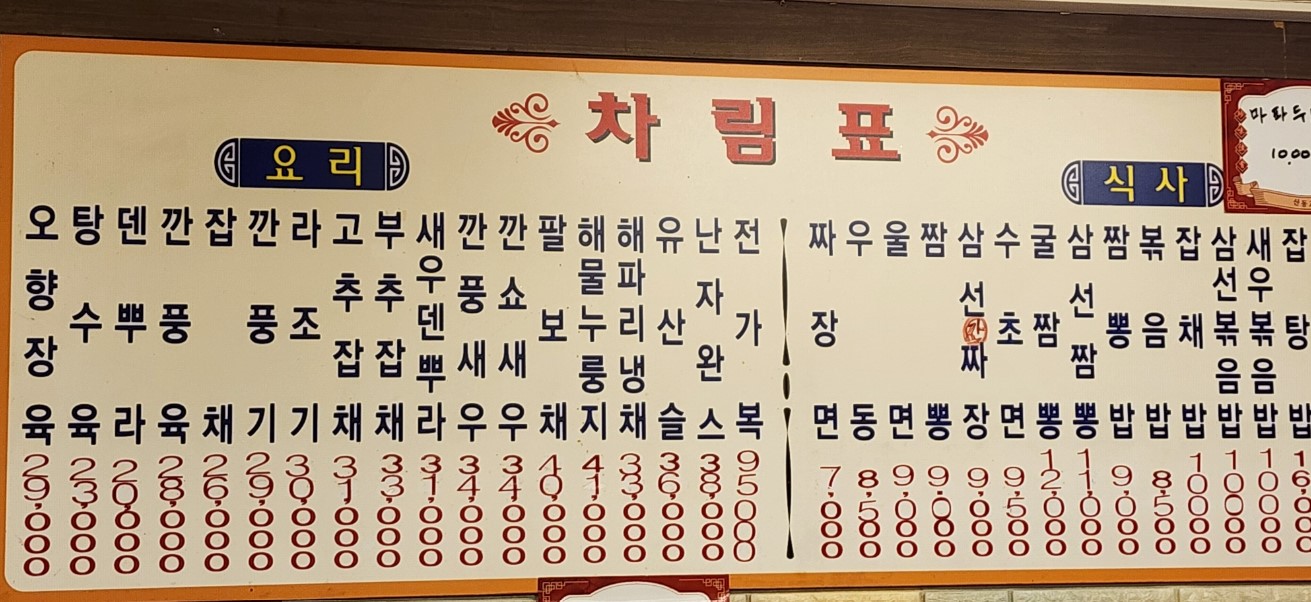 차림표
요리
오향장육 29,000
탕수육 23,000
덴뿌라 20,000
깐풍육 28,000
잡채 26,000
깐풍기 29,000
라조기 30,000
고추잡채 31,000
부추잡채 33,000
새우덴뿌라 31,000
깐풍새우 34,000
깐쇼새우 34,000
팔보채 40,000
해물누룽지 41,000
해파리냉채 33,000
유산슬 36,000
난자완스 38,000
전가복 95,000
식사
짜장면 7,000
우동 8,500
울면 9,000
짬뽕 9,000
삼선간짜장 9,000
수초면 9,500
굴짬뽕 12,000
삼선짬뽕 11,000
짬뽕밥 9,000
볶음밥 8,500
잡채밥 10,000
삼선볶음밥 10,000
새우볶음밥 10,000
잡탕밥 16,000
마라두
10,00